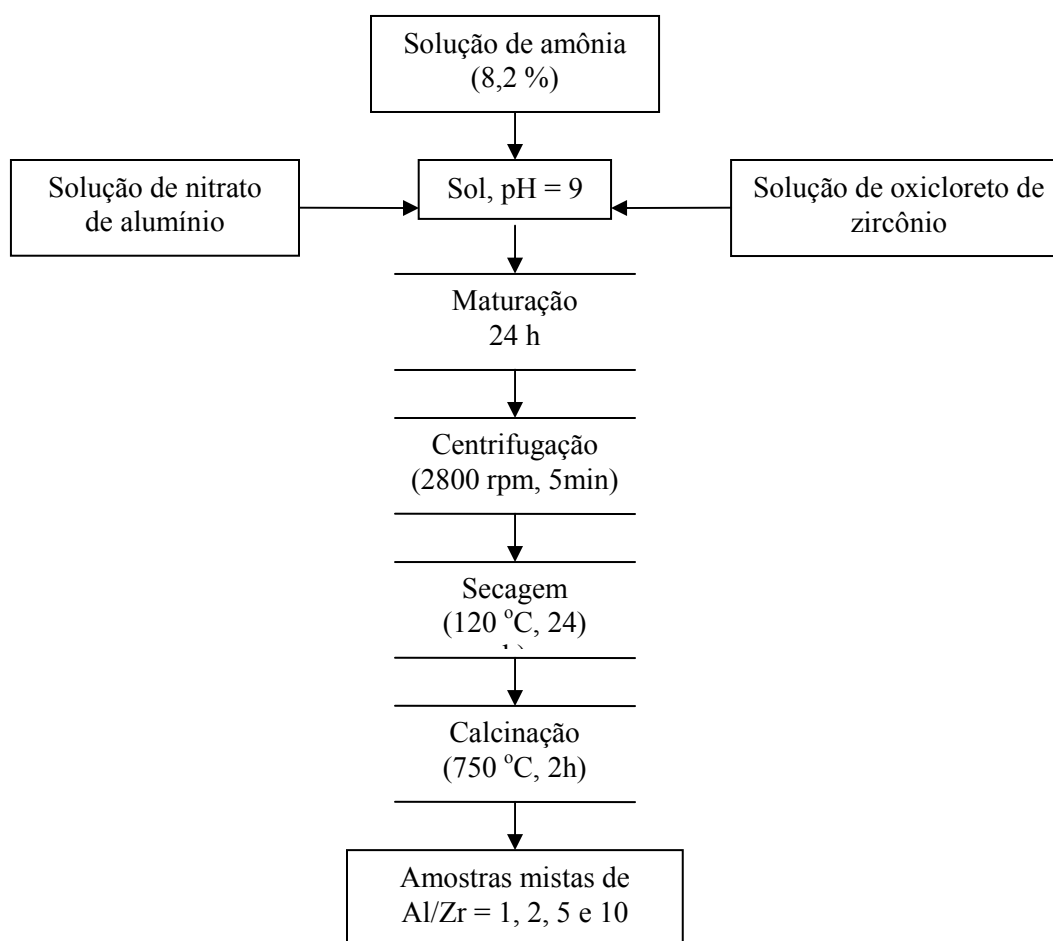 Solução de amônia
(8,2 %)
Solução de nitrato
de alumínio
Sol, pH = 9
Solução de oxicloreto de
zircônio
Maturação
24 h
Centrifugação
(2800 rpm, 5min)
Secagem
(120 °C, 24)
Calcinação
(750 °C, 2h)
Amostras mistas de
Al/Zr = 1, 2, 5 e 10